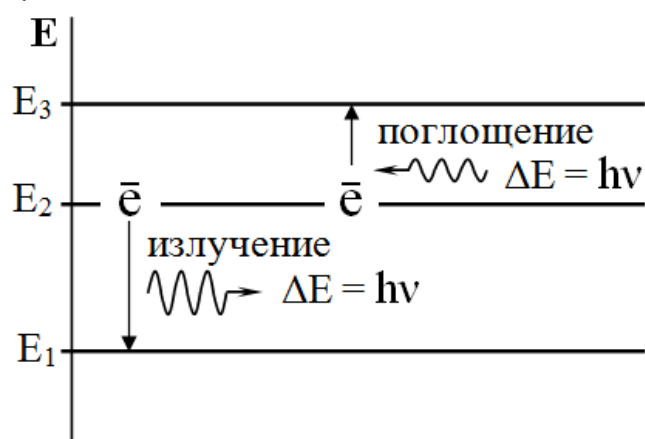 E
E₃
поглощение
ΔE = hν
E₂
ē
ē
излучение
ΔE = hν
E₁